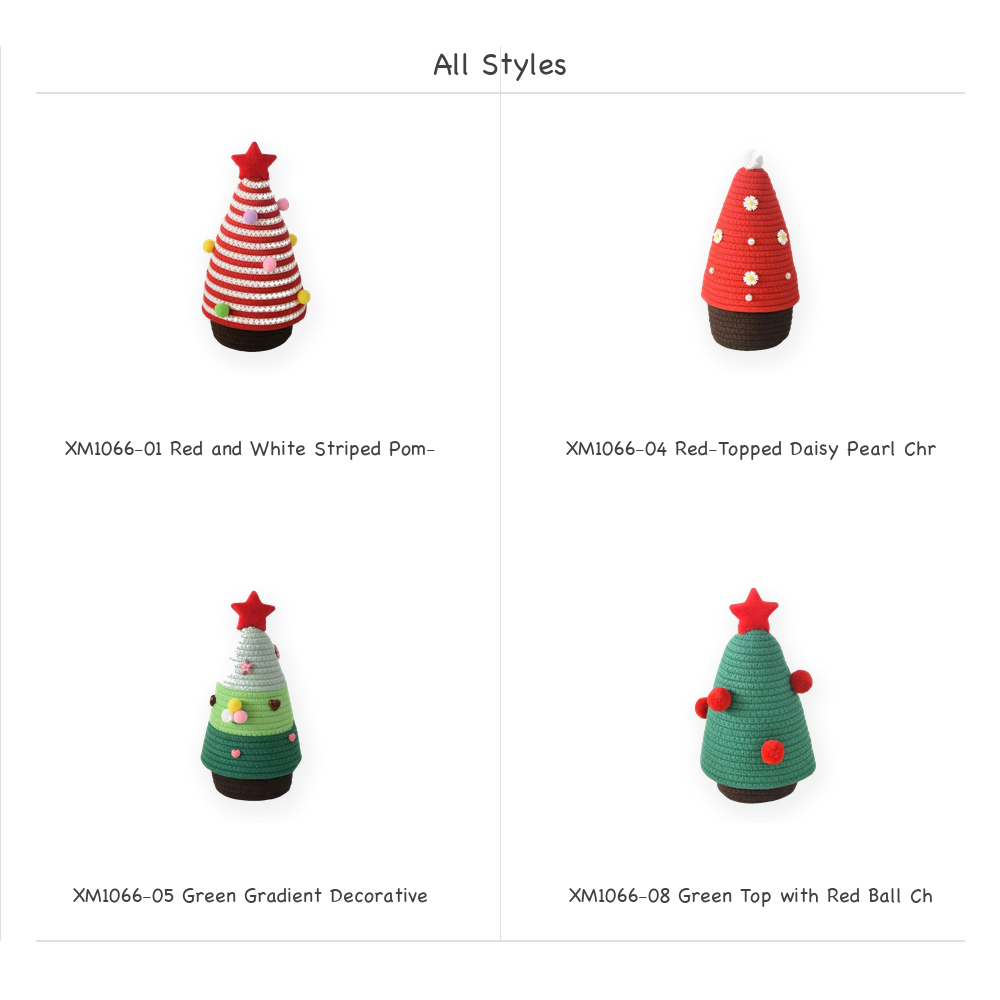 All Styles
XM1066-01 Red and White Striped Pom-
XM1066-04 Red-Topped Daisy Pearl Chr
XM1066-05 Green Gradient Decorative
XM1066-08 Green Top with Red Ball Ch